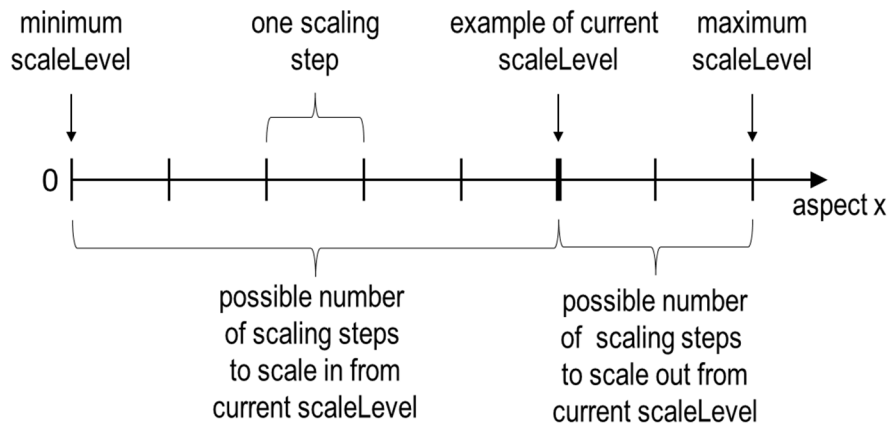 minimum
scaleLevel
one scaling
step
example of current
scaleLevel
maximum
scaleLevel
0
aspect x
possible number
of scaling steps
to scale in from
current scaleLevel
possible number
of scaling steps
to scale out from
current scaleLevel